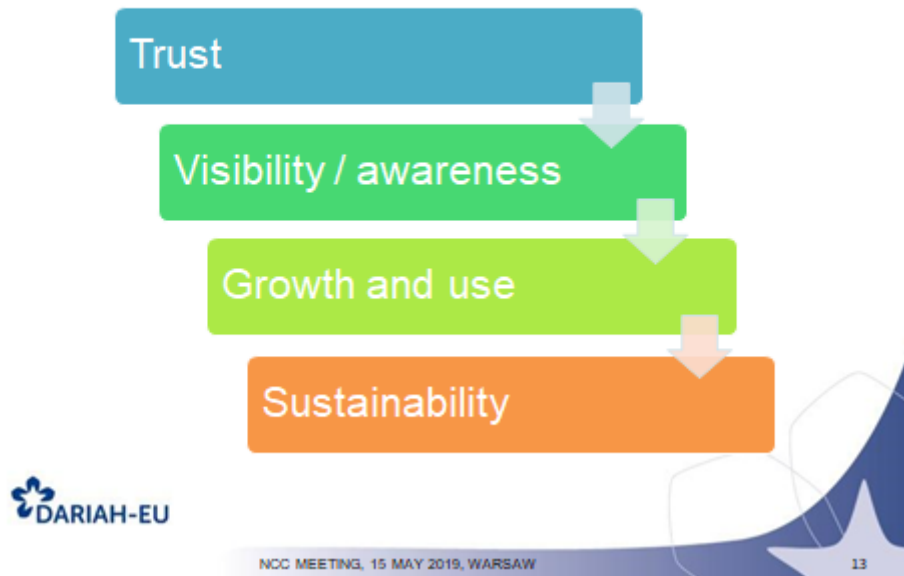 Trust
Visibility / awareness
Growth and use
Sustainability
DARIAH-EU
NCC MEETING, 15 MAY 2019, WARSAW
13